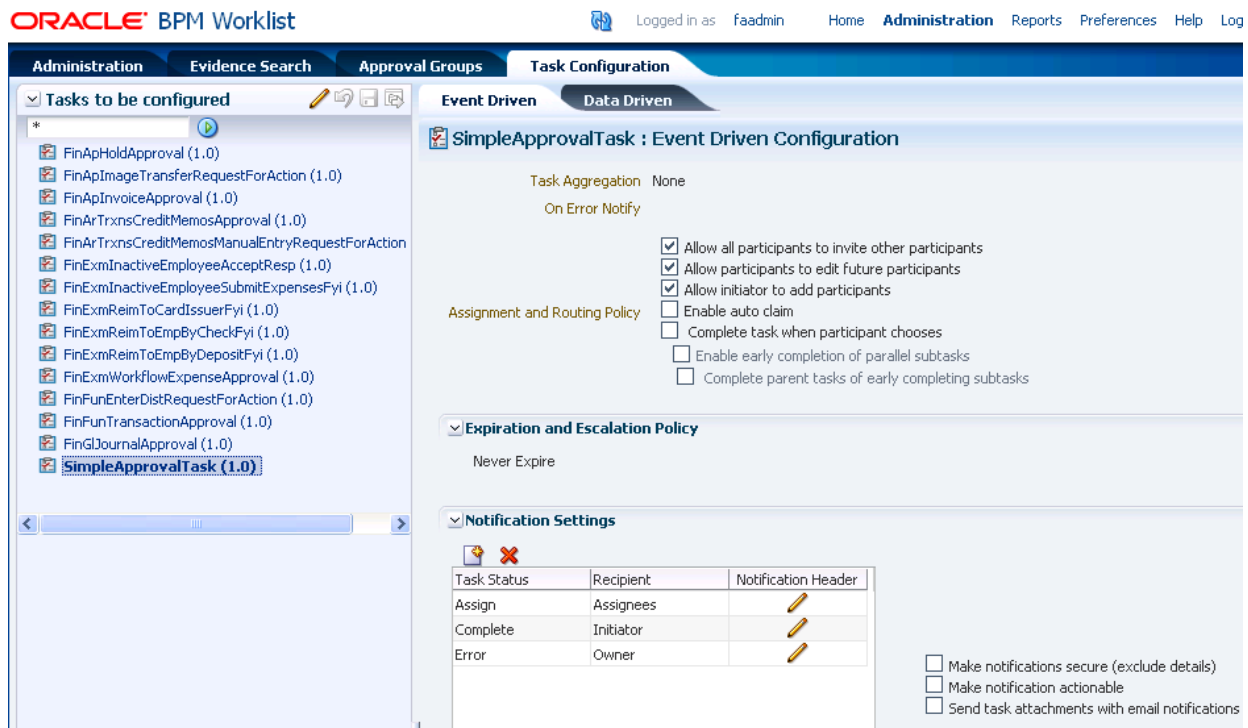 ORACLE BPM Worklist
Logged in as faadmin Home Administration Reports Preferences Help Log
Administration Evidence Search Approval Groups Task Configuration
Tasks to be configured
*
FinApHoldApproval (1.0)
FinApImageTransferRequestForAction (1.0)
FinApInvoiceApproval (1.0)
FinArTrxnsCreditMemosApproval (1.0)
FinArTrxnsCreditMemosManualEntryRequestForAction
FinExmInactiveEmployeeAcceptResp (1.0)
FinExmInactiveEmployeeSubmitExpensesFyi (1.0)
FinExmReimToCardIssuerFyi (1.0)
FinExmReimToEmpByCheckFyi (1.0)
FinExmReimToEmpByDepositFyi (1.0)
FinExmWorkflowExpenseApproval (1.0)
FinFunEnterDistRequestForAction (1.0)
FinFunTransactionApproval (1.0)
FinGlJournalApproval (1.0)
SimpleApprovalTask (1.0)
Event Driven Data Driven
SimpleApprovalTask : Event Driven Configuration
Task Aggregation None
On Error Notify
Assignment and Routing Policy
Allow all participants to invite other participants
Allow participants to edit future participants
Allow initiator to add participants
Enable auto claim
Complete task when participant chooses
Enable early completion of parallel subtasks
Complete parent tasks of early completing subtasks
Expiration and Escalation Policy
Never Expire
Notification Settings
Task Status Recipient Notification Header
Assign Assignees
Complete Initiator
Error Owner
Make notifications secure (exclude details)
Make notification actionable
Send task attachments with email notifications